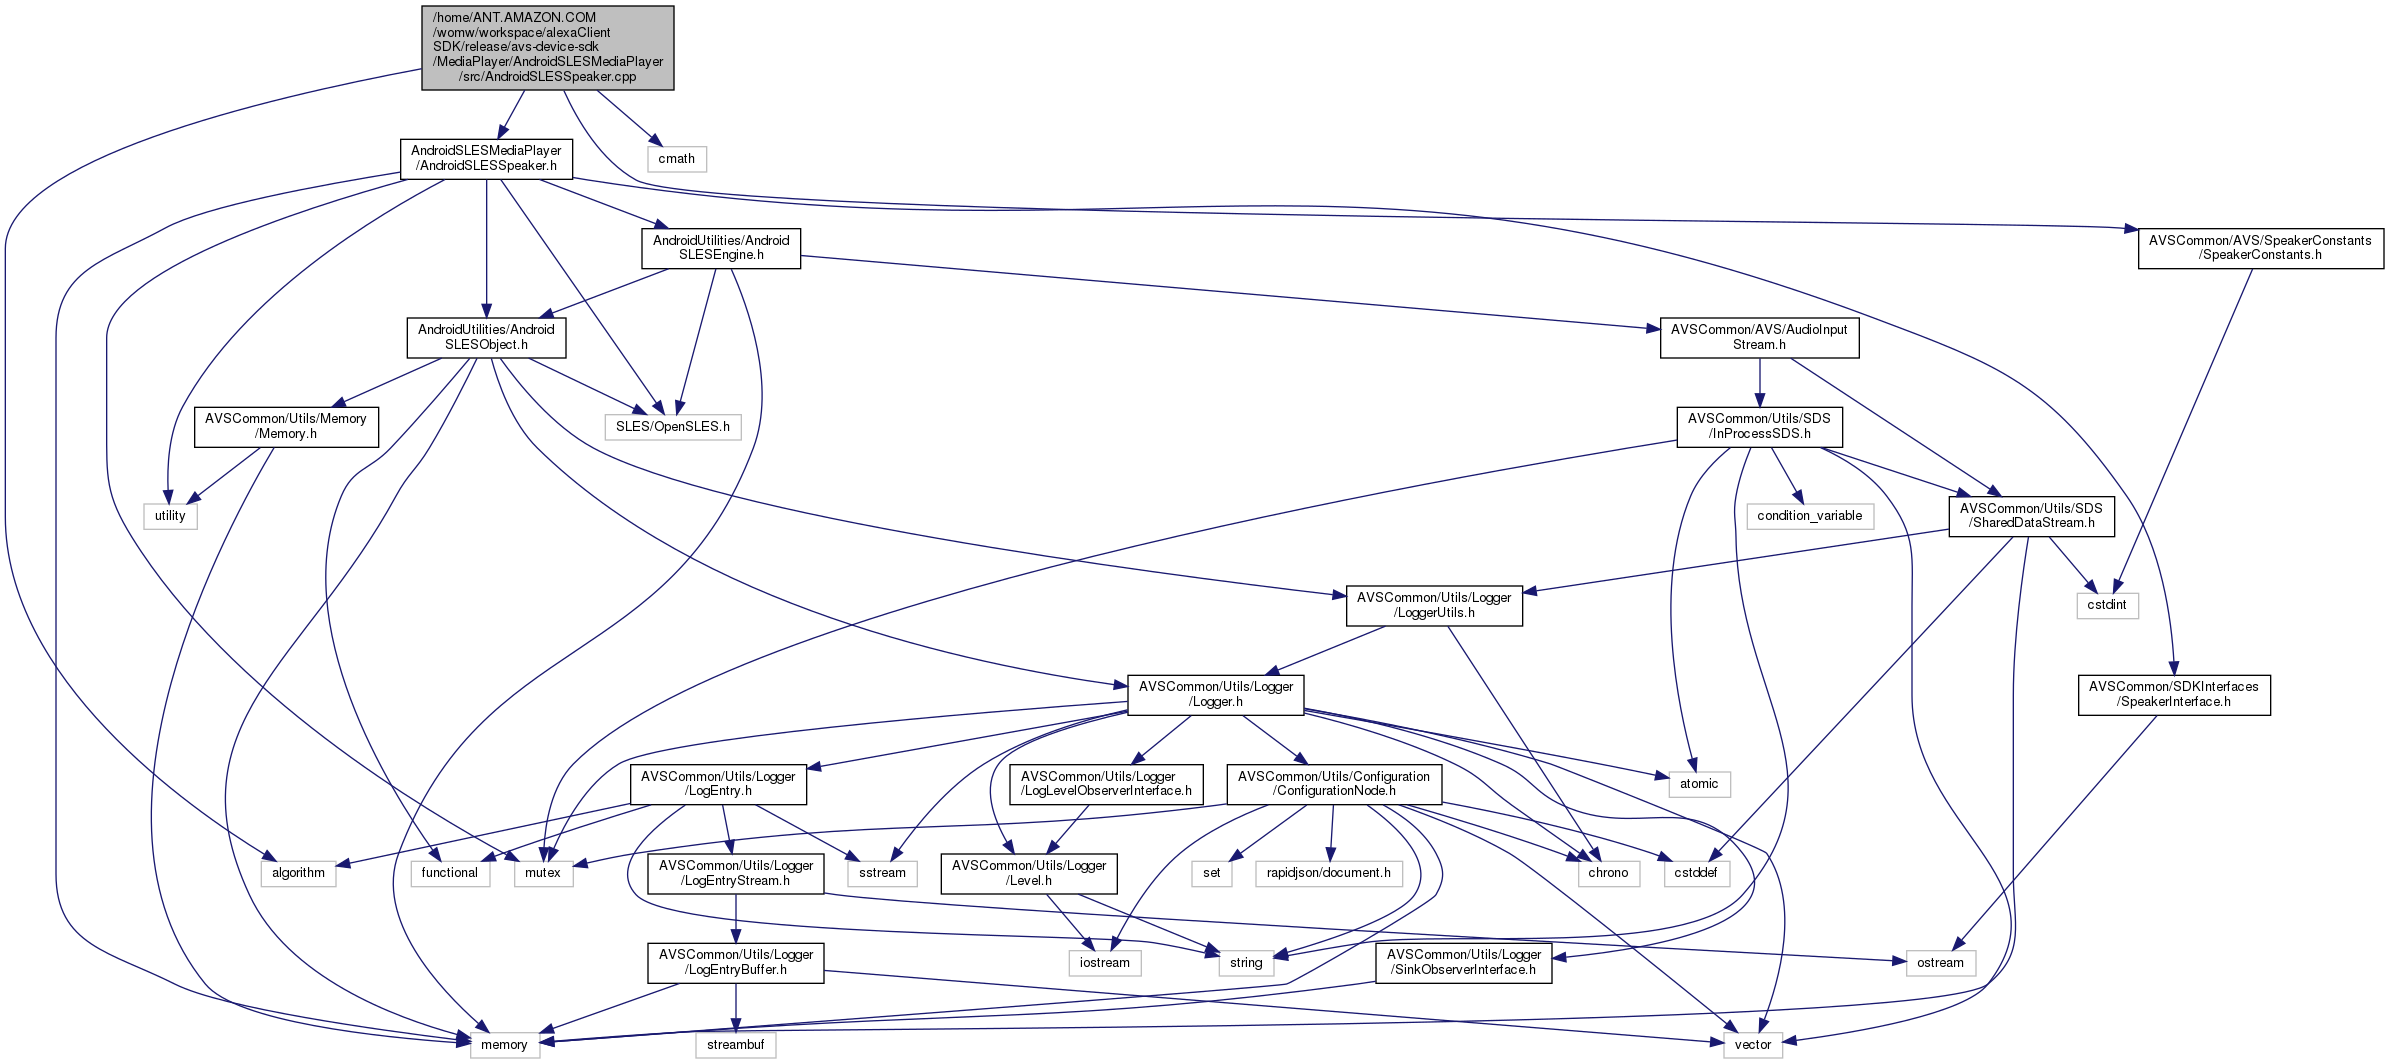 /home/ANT.AMAZON.COM
/womw/workspace/alexaClient
SDK/release/avs-device-sdk
/MediaPlayer/AndroidSLESMediaPlayer
/src/AndroidSLESSpeaker.cpp
AndroidSLESMediaPlayer
/AndroidSLESSpeaker.h
cmath
AndroidUtilities/Android
SLESEngine.h
AVSCommon/AVS/SpeakerConstants
/SpeakerConstants.h
AndroidUtilities/Android
SLESObject.h
AVSCommon/AVS/AudioInput
Stream.h
AVSCommon/Utils/Memory
/Memory.h
SLES/OpenSLES.h
AVSCommon/Utils/SDS
/InProcessSDS.h
utility
condition_variable
AVSCommon/Utils/SDS
/SharedDataStream.h
AVSCommon/Utils/Logger
/LoggerUtils.h
cstdint
AVSCommon/Utils/Logger
/Logger.h
AVSCommon/SDKInterfaces
/SpeakerInterface.h
AVSCommon/Utils/Logger
/LogEntry.h
AVSCommon/Utils/Logger
/LogLevelObserverInterface.h
AVSCommon/Utils/Configuration
/ConfigurationNode.h
atomic
algorithm
functional
mutex
AVSCommon/Utils/Logger
/LogEntryStream.h
sstream
AVSCommon/Utils/Logger
/Level.h
set
rapidjson/document.h
chrono
cstddef
AVSCommon/Utils/Logger
/LogEntryBuffer.h
iostream
string
AVSCommon/Utils/Logger
/SinkObserverInterface.h
ostream
memory
streambuf
vector